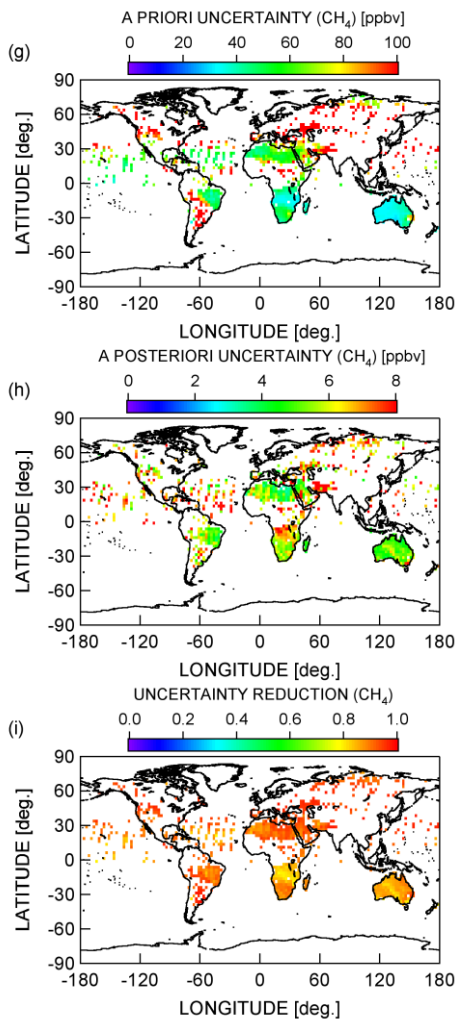 A PRIORI UNCERTAINTY (CH4) [ppbv]
0 20 40 60 80 100
(g)
90
60
30
0
-30
-60
-90
LATITUDE [deg.]
-180 -120 -60 0 60 120 180
LONGITUDE [deg.]
A POSTERIORI UNCERTAINTY (CH4) [ppbv]
0 2 4 6 8
(h)
90
60
30
0
-30
-60
-90
LATITUDE [deg.]
-180 -120 -60 0 60 120 180
LONGITUDE [deg.]
UNCERTAINTY REDUCTION (CH4)
0.0 0.2 0.4 0.6 0.8 1.0
(i)
90
60
30
0
-30
-60
-90
LATITUDE [deg.]
-180 -120 -60 0 60 120 180
LONGITUDE [deg.]